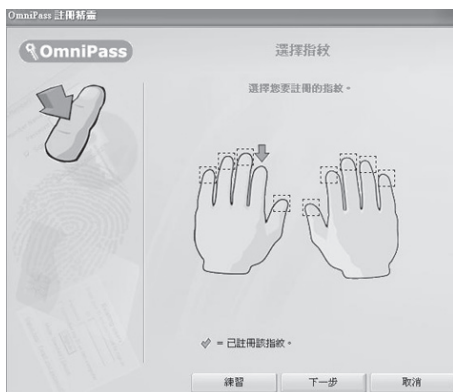 OmniPass 註冊精靈
OmniPass
選擇指紋
選擇您要註冊的指紋。
= 已註冊該指紋。
練習
下一步
取消